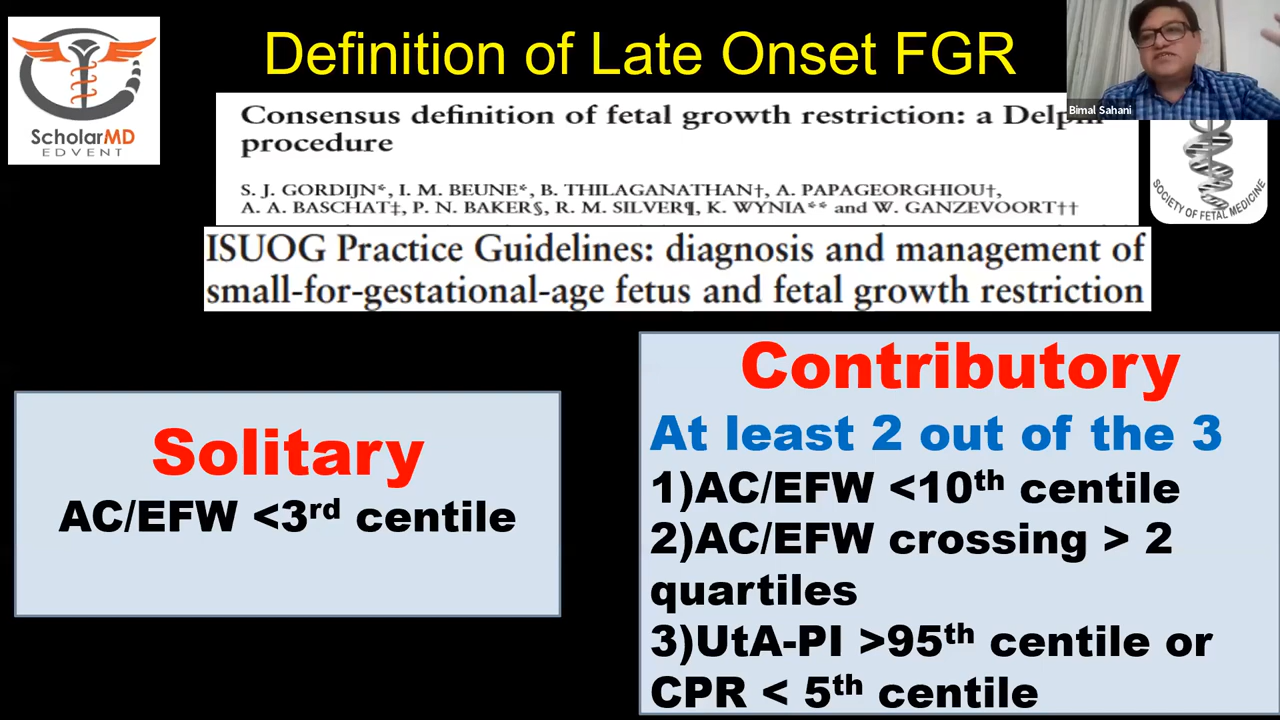 Definition of Late Onset FGR
Bimal Sahani
ScholarMD
EDVENT
Consensus definition of fetal growth restriction: a
procedure
S. J. GORDIJN*, I. M. BEUNE*, B. THILAGANATHAN†, A. PAPAGEORGHIOU†,
A. A. BASCHAT‡, P. N. BAKER§, R. M. SILVER¶, K. WYNIA** and W. GANZEVOORT††
SOCIETY OF FETAL MEDICINE
ISUOG Practice Guidelines: diagnosis and management of
small-for-gestational-age fetus and fetal growth restriction
Solitary
AC/EFW <3rd centile
Contributory
At least 2 out of the 3
1)AC/EFW <10th centile
2)AC/EFW crossing > 2
quartiles
3)UtA-PI >95th centile or
CPR < 5th centile